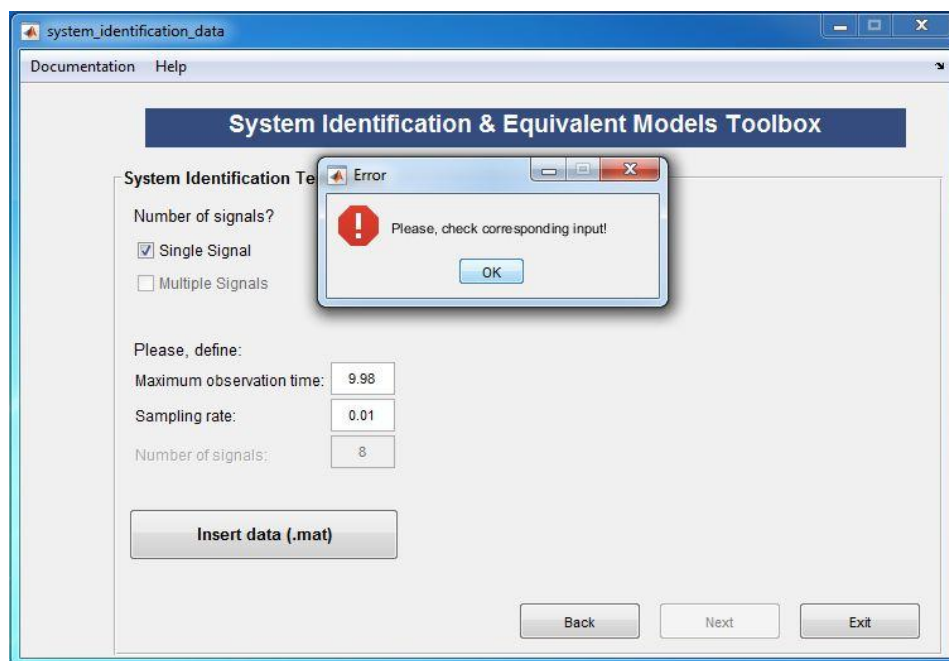 system_identification_data
Documentation Help
System Identification & Equivalent Models Toolbox
Error
System Identification
Please, check corresponding input!
OK
Number of signals?
Single Signal
Multiple Signals
Please, define:
Maximum observation time: 9.98
Sampling rate: 0.01
Number of signals: 8
Insert data (.mat)
Back Next Exit